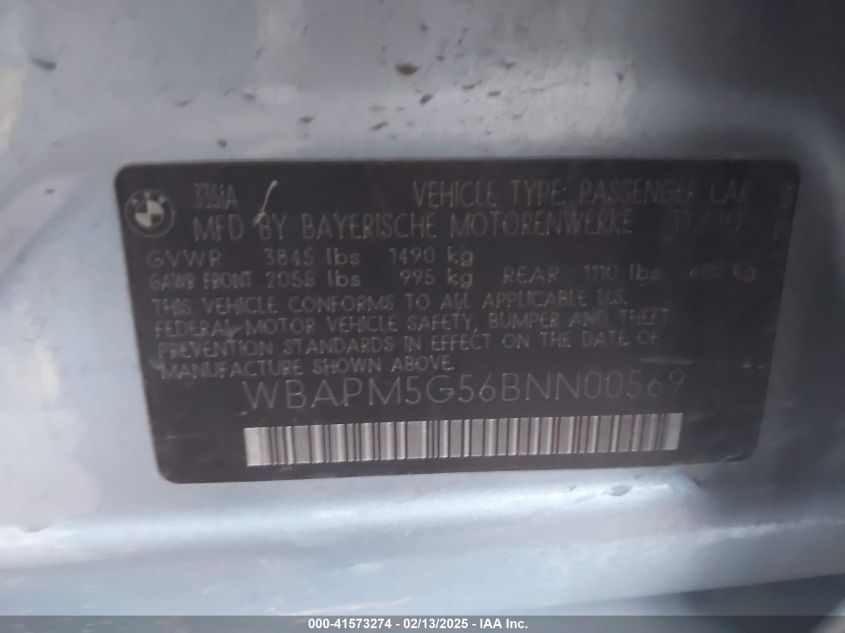 335iA VEHICLE TYPE: PASSENGER CAR
MFD BY BAYERISCHE MOTORENWERKE
GVWR 3845 lbs 1490 kg
GAWR FRONT 2055 lbs 995 kg REAR 1110 lbs kg
THIS VEHICLE CONFORMS TO ALL APPLICABLE U.S.
FEDERAL MOTOR VEHICLE SAFETY, BUMPER AND THEFT
PREVENTION STANDARDS IN EFFECT ON THE DATE OF
MANUFACTURE SHOWN ABOVE.
WBAPM5G56BNN00569
000-41573274 - 02/13/2025 - IAA Inc.